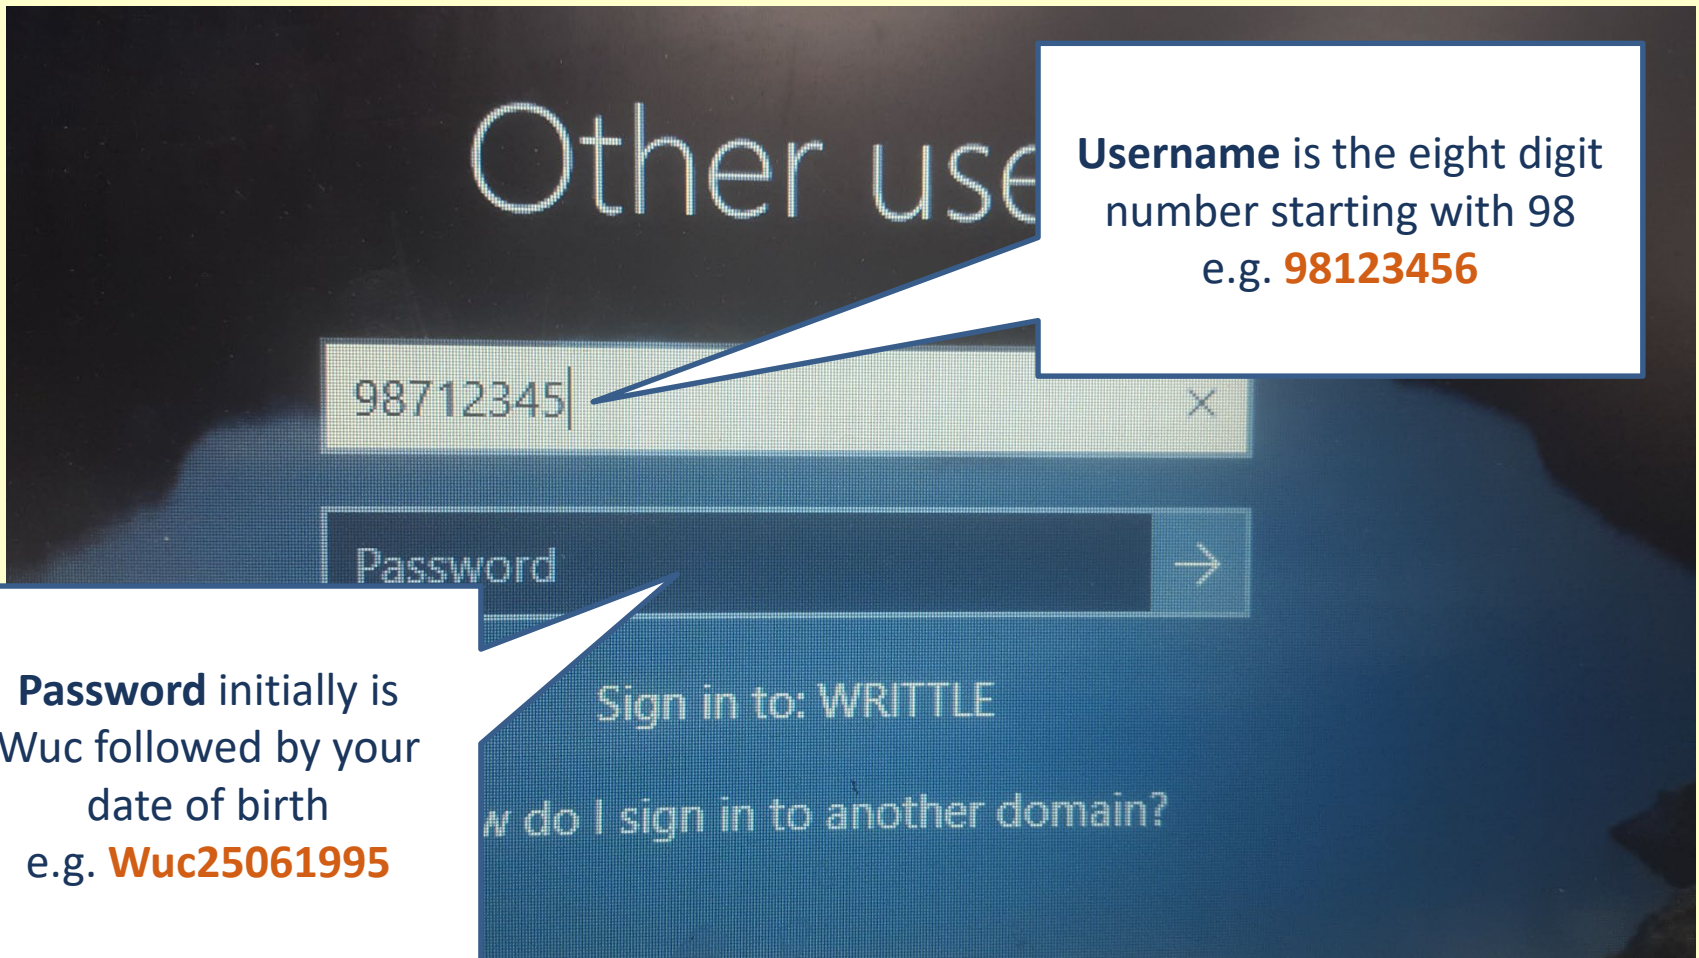 Other use
Username is the eight digit
number starting with 98
e.g. 98123456
98712345
Password
Password initially is
Wuc followed by your
date of birth
e.g. Wuc25061995
Sign in to: WRITTLE
w do I sign in to another domain?